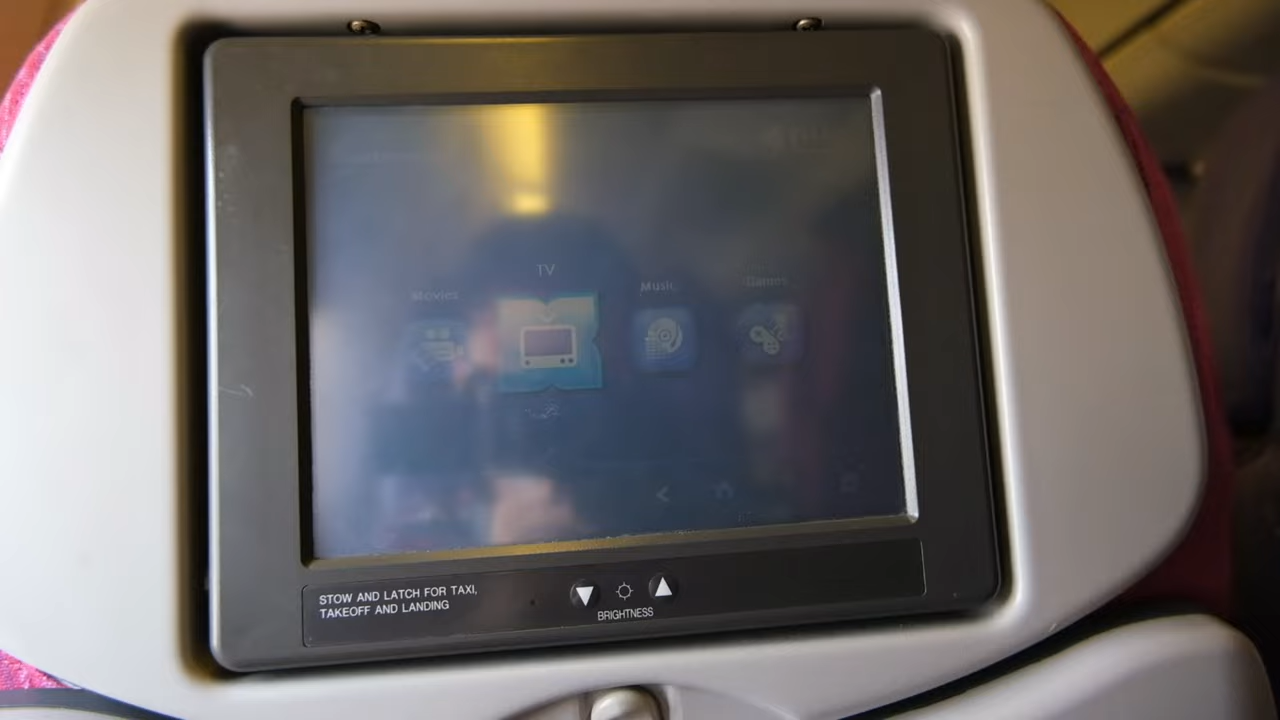 TV
Movies
Music
Games
STOW AND LATCH FOR TAXI,
TAKEOFF AND LANDING
BRIGHTNESS